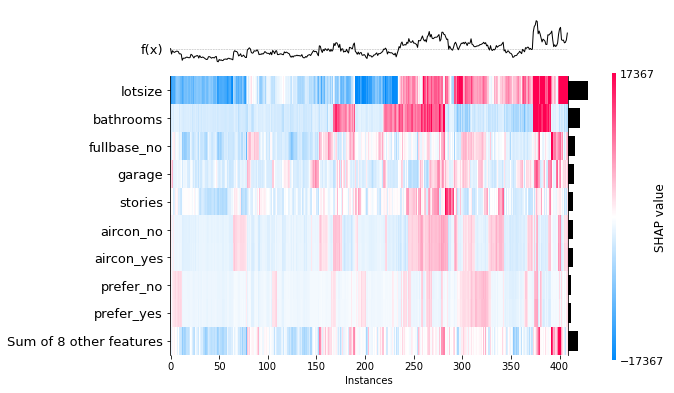 f(x)
lotsize
bathrooms
fullbase_no
garage
stories
aircon_no
aircon_yes
prefer_no
prefer_yes
Sum of 8 other features
0 50 100 150 200 250 300 350 400
Instances
17367
SHAP value
−17367